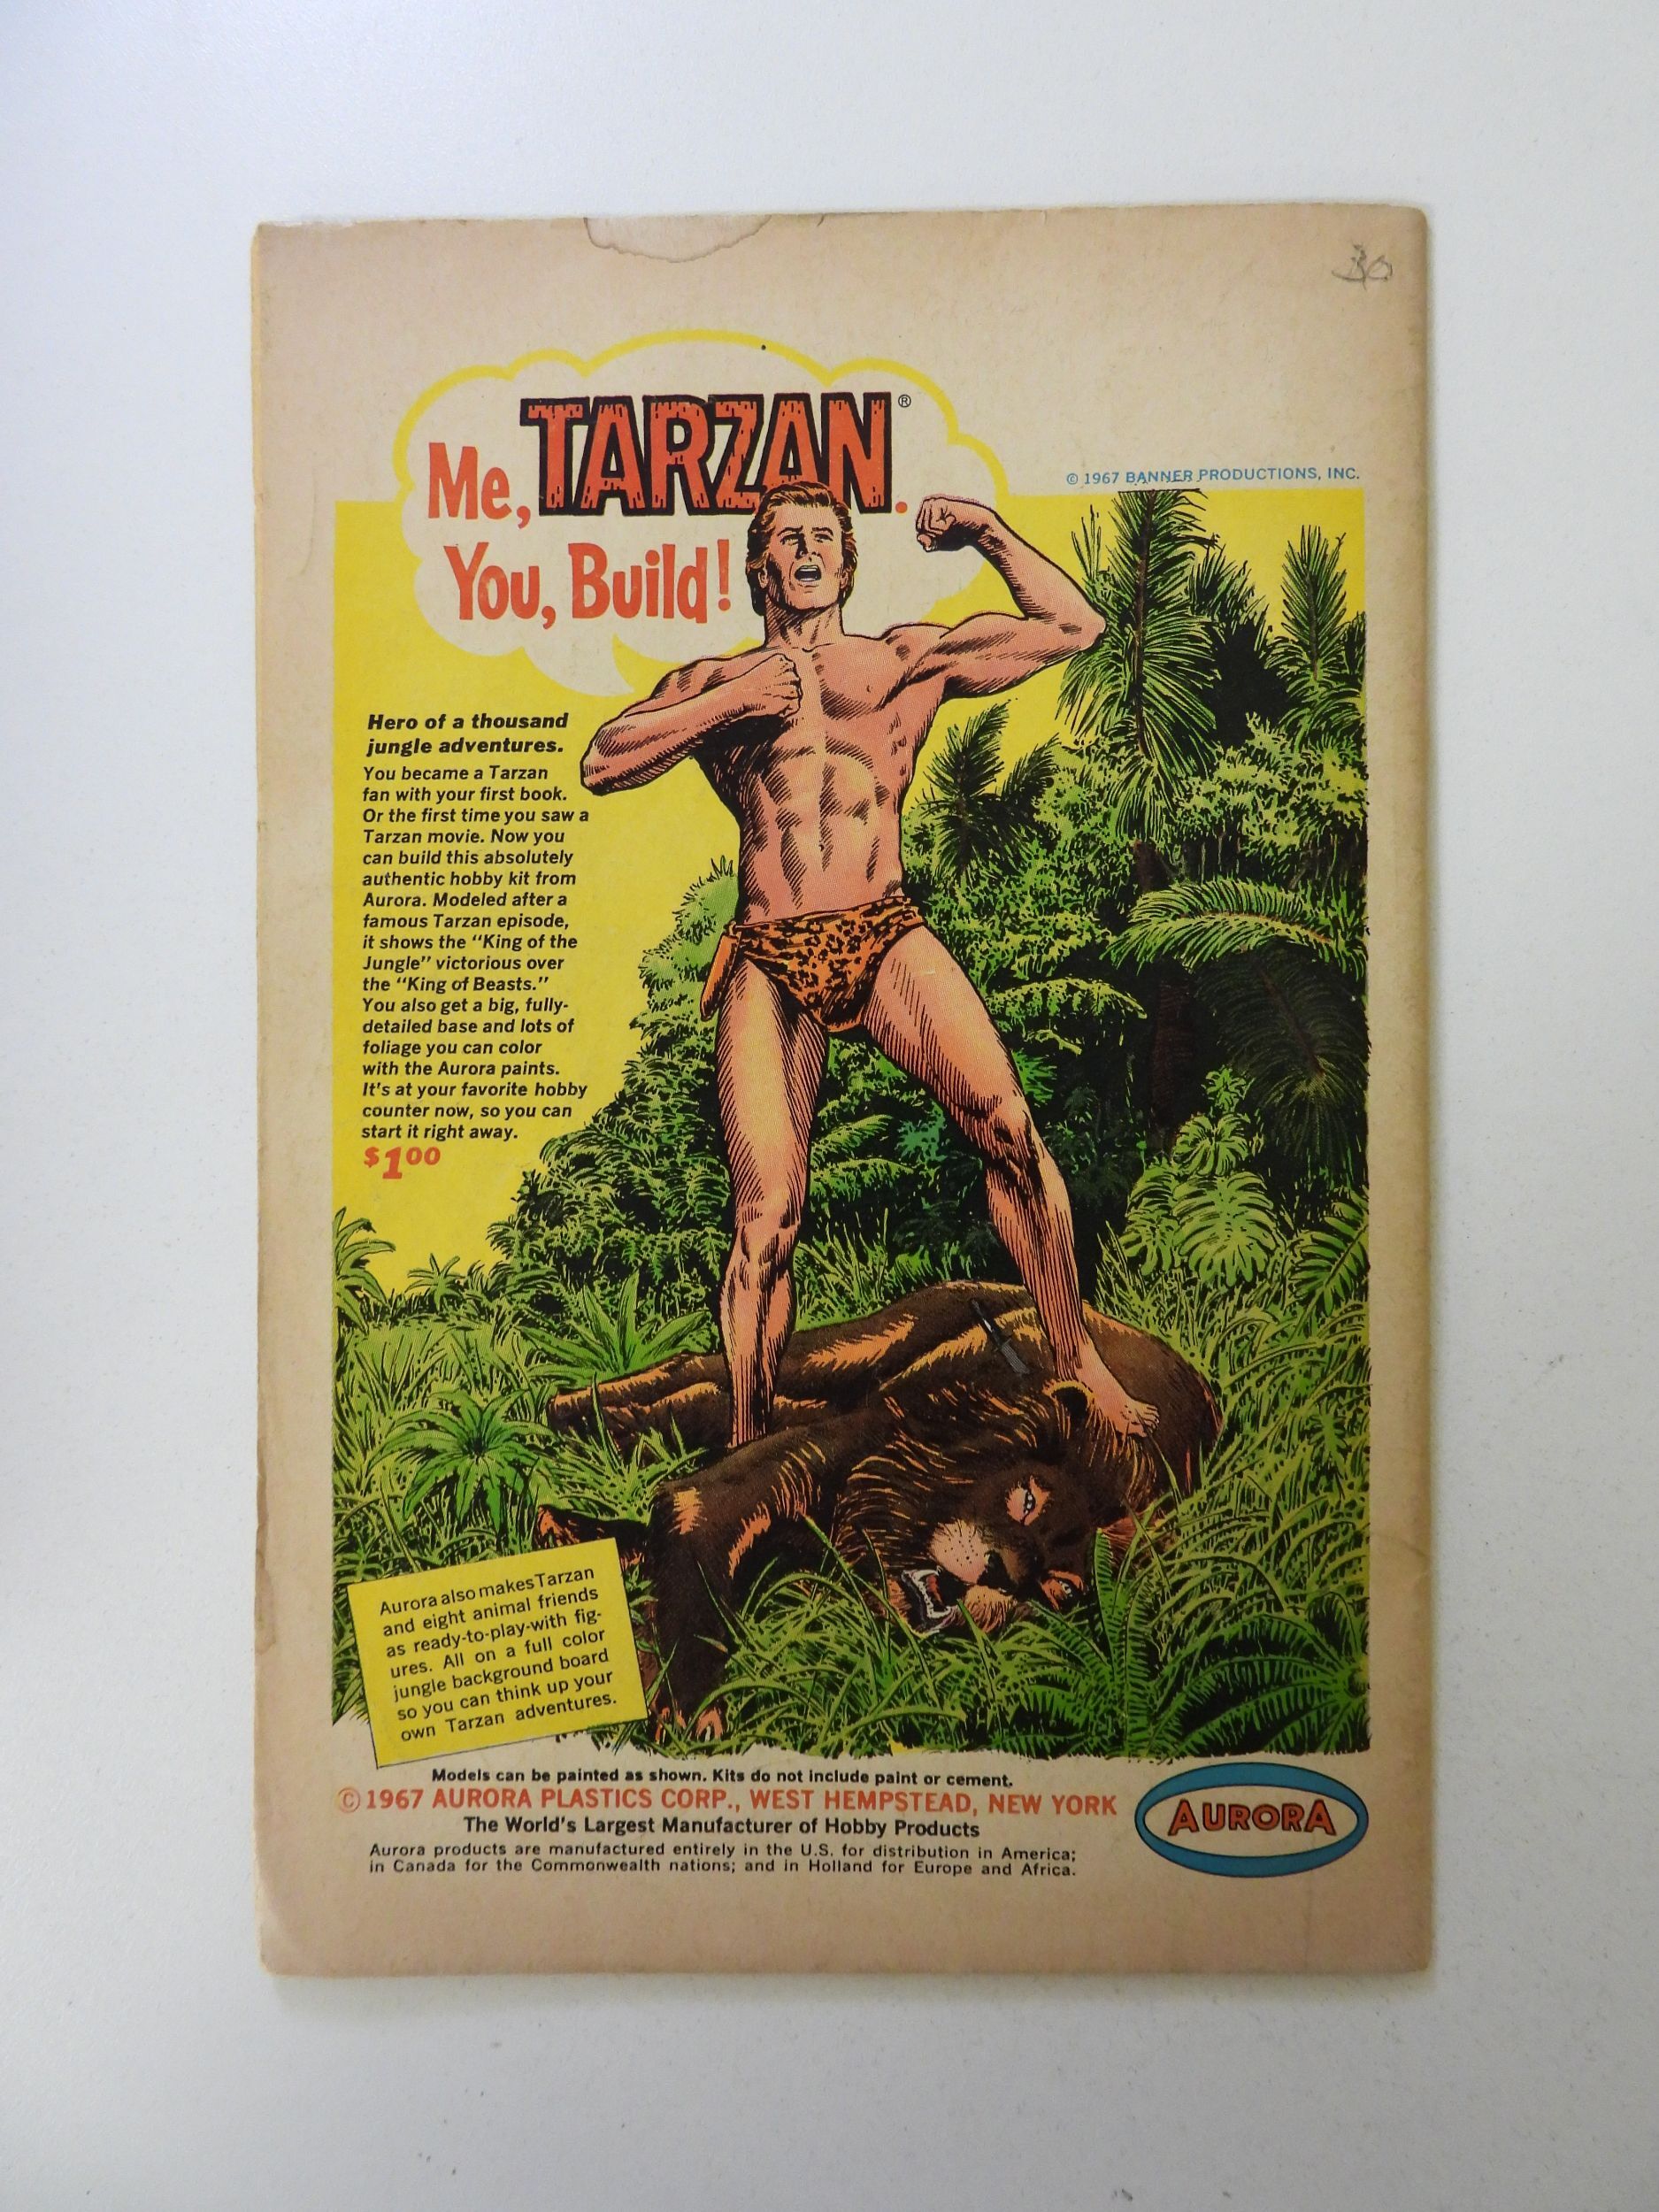 30
Me, TARZAN®.
You, Build!
© 1967 BANNER PRODUCTIONS, INC.
Hero of a thousand
jungle adventures.
You became a Tarzan
fan with your first book.
Or the first time you saw a
Tarzan movie. Now you
can build this absolutely
authentic hobby kit from
Aurora. Modeled after a
famous Tarzan episode,
it shows the "King of the
Jungle" victorious over
the "King of Beasts."
You also get a big, fully-
detailed base and lots of
foliage you can color
with the Aurora paints.
It's at your favorite hobby
counter now, so you can
start it right away.
$100
Aurora also makes Tarzan
and eight animal friends
as ready-to-play-with fig-
ures. All on a full color
jungle background board
so you can think up your
own Tarzan adventures.
Models can be painted as shown. Kits do not include paint or cement.
© 1967 AURORA PLASTICS CORP., WEST HEMPSTEAD, NEW YORK
The World's Largest Manufacturer of Hobby Products
Aurora products are manufactured entirely in the U.S. for distribution in America;
in Canada for the Commonwealth nations; and in Holland for Europe and Africa.
AURORA